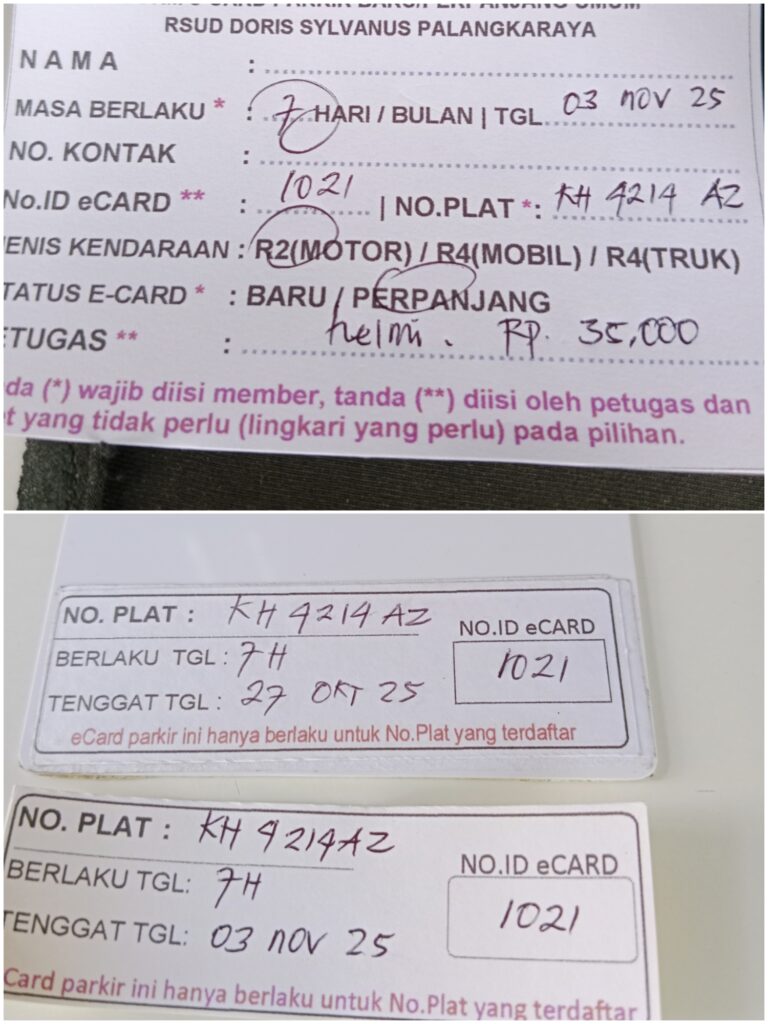 RSUD DORIS SYLVANUS PALANGKARAYA
NAMA :
MASA BERLAKU * : 7 HARI / BULAN | TGL 03 NOV 25
NO. KONTAK :
No.ID eCARD ** : 1021 | NO.PLAT *: KH 4214 AZ
ENIS KENDARAAN : R2(MOTOR) / R4(MOBIL) / R4(TRUK)
TATUS E-CARD * : BARU / PERPANJANG
ETUGAS ** : helmi. RP. 35,000
da (*) wajib diisi member, tanda (**) diisi oleh petugas dan
t yang tidak perlu (lingkari yang perlu) pada pilihan.
NO. PLAT : KH 4214 AZ
NO.ID eCARD
BERLAKU TGL : 7H
1021
TENGGAT TGL : 27 OKT 25
eCard parkir ini hanya berlaku untuk No.Plat yang terdaftar
NO. PLAT : KH 4214 AZ
NO.ID eCARD
BERLAKU TGL: 7H
1021
TENGGAT TGL: 03 NOV 25
Card parkir ini hanya berlaku untuk No.Plat yang terdaftar